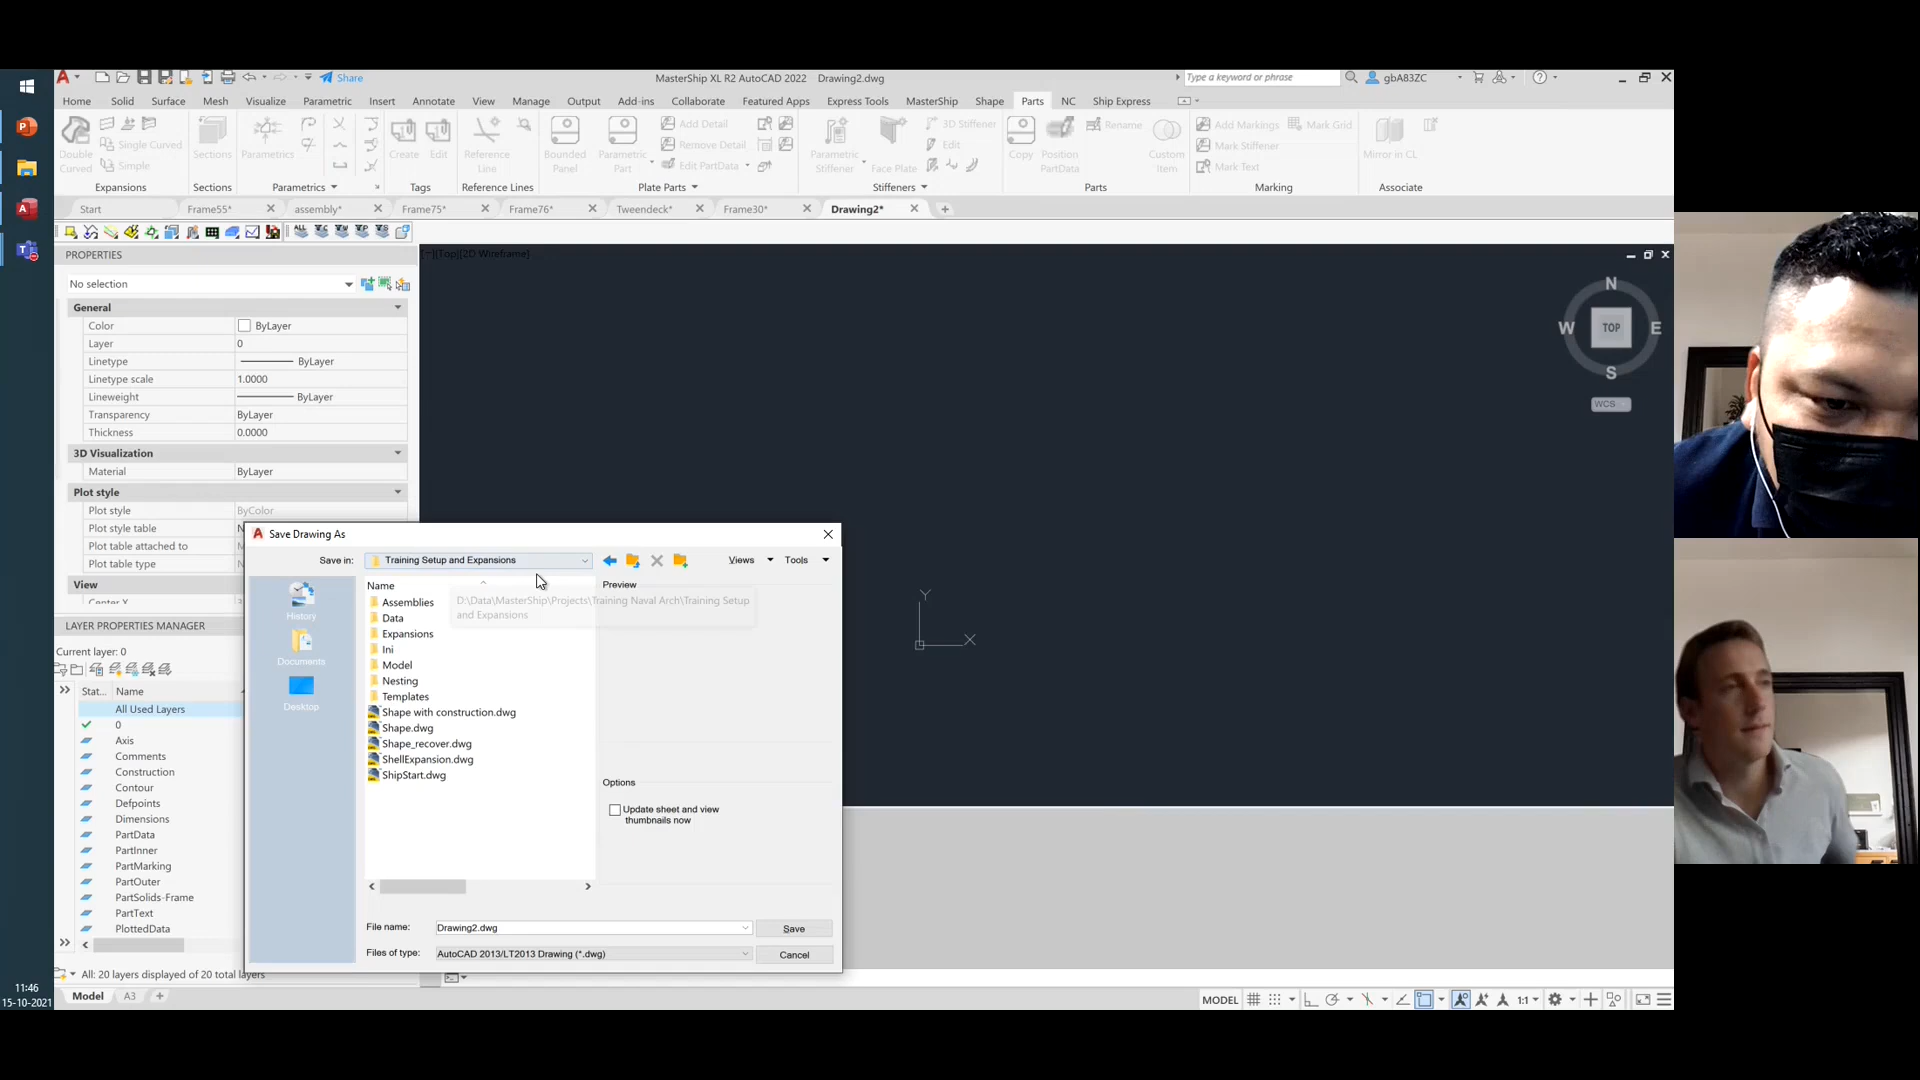 Share
MasterShip XL R2 AutoCAD 2022 Drawing2.dwg
Type a keyword or phrase
gbA83ZC
Home Solid Surface Mesh Visualize Parametric Insert Annotate View Manage Output Add-ins Collaborate Featured Apps Express Tools MasterShip Shape Parts NC Ship Express
Double Curved
Single Curved
Simple
Sections
Parametrics
Create
Edit
Reference Line
Bounded Panel
Parametric Part
Add Detail
Remove Detail
Edit PartData
Parametric Stiffener
Face Plate
3D Stiffener
Edit
Copy
Position PartData
Rename
Custom Item
Add Markings
Mark Grid
Mark Stiffener
Mark Text
Mirror in CL
Expansions Sections Parametrics Tags Reference Lines Plate Parts Stiffeners Parts Marking Associate
Start Frame55* assembly* Frame75* Frame76* Tweendeck* Frame30* Drawing2*
PROPERTIES
[−][Top][2D Wireframe]
No selection
General
Color ByLayer
Layer 0
Linetype ByLayer
Linetype scale 1.0000
Lineweight ByLayer
Transparency ByLayer
Thickness 0.0000
3D Visualization
Material ByLayer
Plot style
Plot style ByColor
Plot style table N
Plot table attached to
Plot table type
View
Center X
N
W TOP E
S
WCS
Y
X
LAYER PROPERTIES MANAGER
Current layer: 0
Stat... Name
All Used Layers
0
Axis
Comments
Construction
Contour
Defpoints
Dimensions
PartData
PartInner
PartMarking
PartOuter
PartSolids-Frame
PartText
PlottedData
All: 20 layers displayed of 20 total layers
Save Drawing As
Save in: Training Setup and Expansions
Views Tools
History
Documents
Desktop
Name
Assemblies
Data
Expansions
Ini
Model
Nesting
Templates
Shape with construction.dwg
Shape.dwg
Shape_recover.dwg
ShellExpansion.dwg
ShipStart.dwg
D:\Data\MasterShip\Projects\Training Naval Arch\Training Setup
and Expansions
Preview
Options
Update sheet and view
thumbnails now
File name: Drawing2.dwg Save
Files of type: AutoCAD 2013/LT2013 Drawing (*.dwg) Cancel
Model A3
MODEL 1:1
11:46
15-10-2021